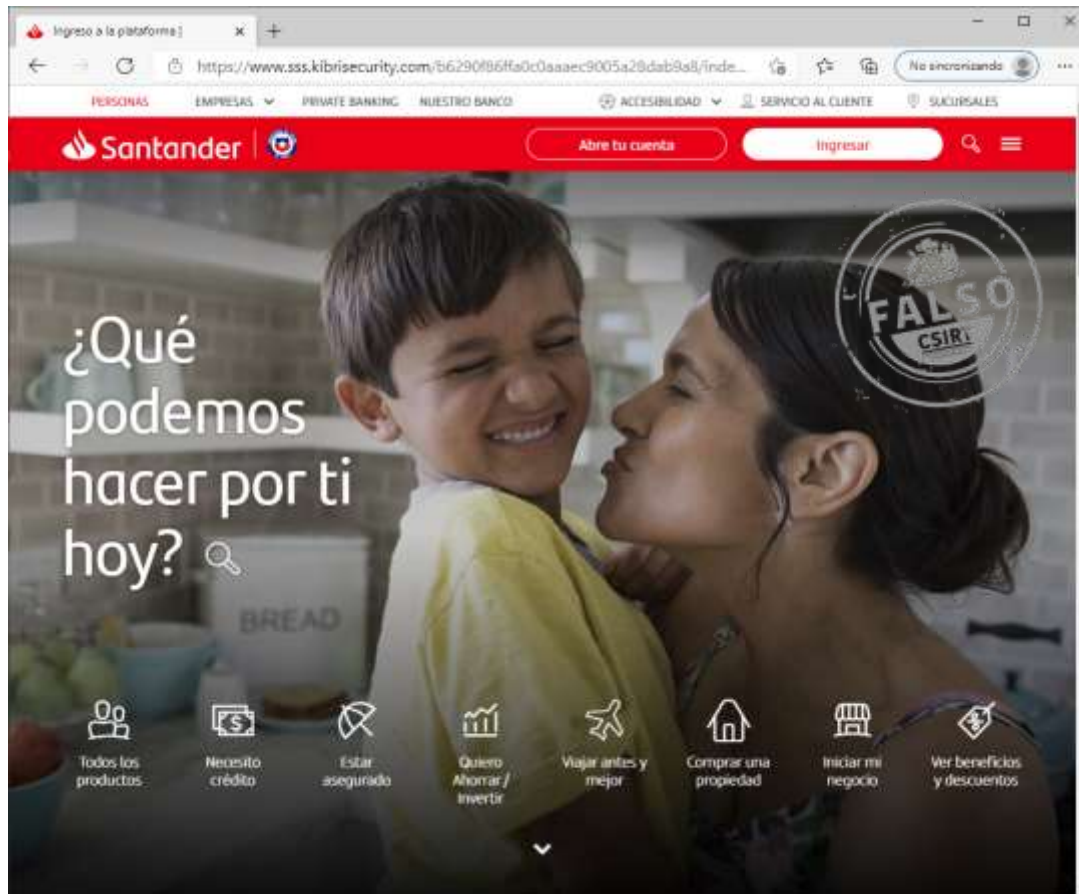 Ingreso a la plataforma |
https://www.sss.kibrisecurity.com/b6290f86ffa0c0aaaec9005a28dab9a8/inde...
No sincronizando
PERSONAS EMPRESAS PRIVATE BANKING NUESTRO BANCO ACCESIBILIDAD SERVICIO AL CLIENTE SUCURSALES
Santander Abre tu cuenta Ingresar
FALSO
CSIRT
¿Qué
podemos
hacer por ti
hoy?
BREAD
Todos los
productos
Necesito
crédito
Estar
asegurado
Quiero
Ahorrar /
Invertir
Viajar antes y
mejor
Comprar una
propiedad
Iniciar mi
negocio
Ver beneficios
y descuentos